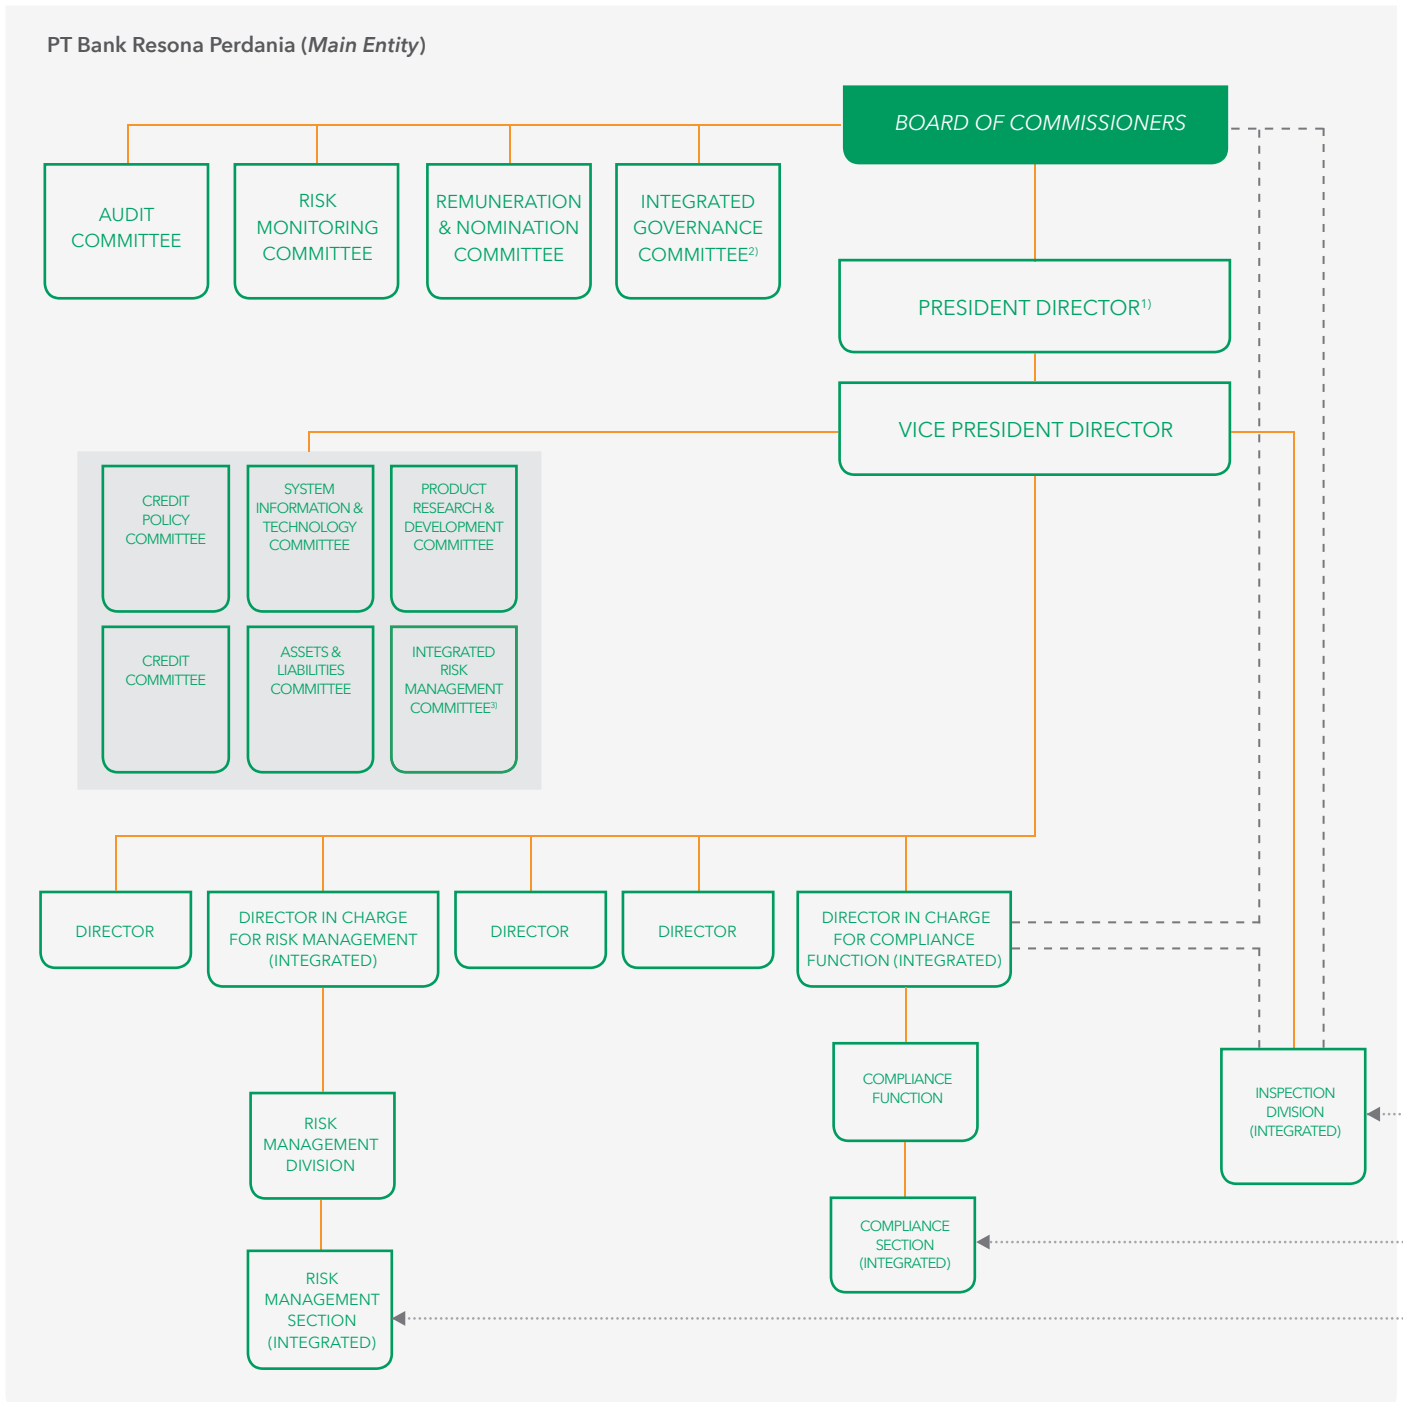 PT Bank Resona Perdania (Main Entity)
BOARD OF COMMISSIONERS
AUDIT
COMMITTEE
RISK
MONITORING
COMMITTEE
REMUNERATION
& NOMINATION
COMMITTEE
INTEGRATED
GOVERNANCE
COMMITTEE2)
PRESIDENT DIRECTOR1)
VICE PRESIDENT DIRECTOR
CREDIT
POLICY
COMMITTEE
SYSTEM
INFORMATION &
TECHNOLOGY
COMMITTEE
PRODUCT
RESEARCH &
DEVELOPMENT
COMMITTEE
CREDIT
COMMITTEE
ASSETS &
LIABILITIES
COMMITTEE
INTEGRATED
RISK
MANAGEMENT
COMMITTEE3)
DIRECTOR
DIRECTOR IN CHARGE
FOR RISK MANAGEMENT
(INTEGRATED)
DIRECTOR
DIRECTOR
DIRECTOR IN CHARGE
FOR COMPLIANCE
FUNCTION (INTEGRATED)
COMPLIANCE
FUNCTION
INSPECTION
DIVISION
(INTEGRATED)
RISK
MANAGEMENT
DIVISION
COMPLIANCE
SECTION
(INTEGRATED)
RISK
MANAGEMENT
SECTION
(INTEGRATED)